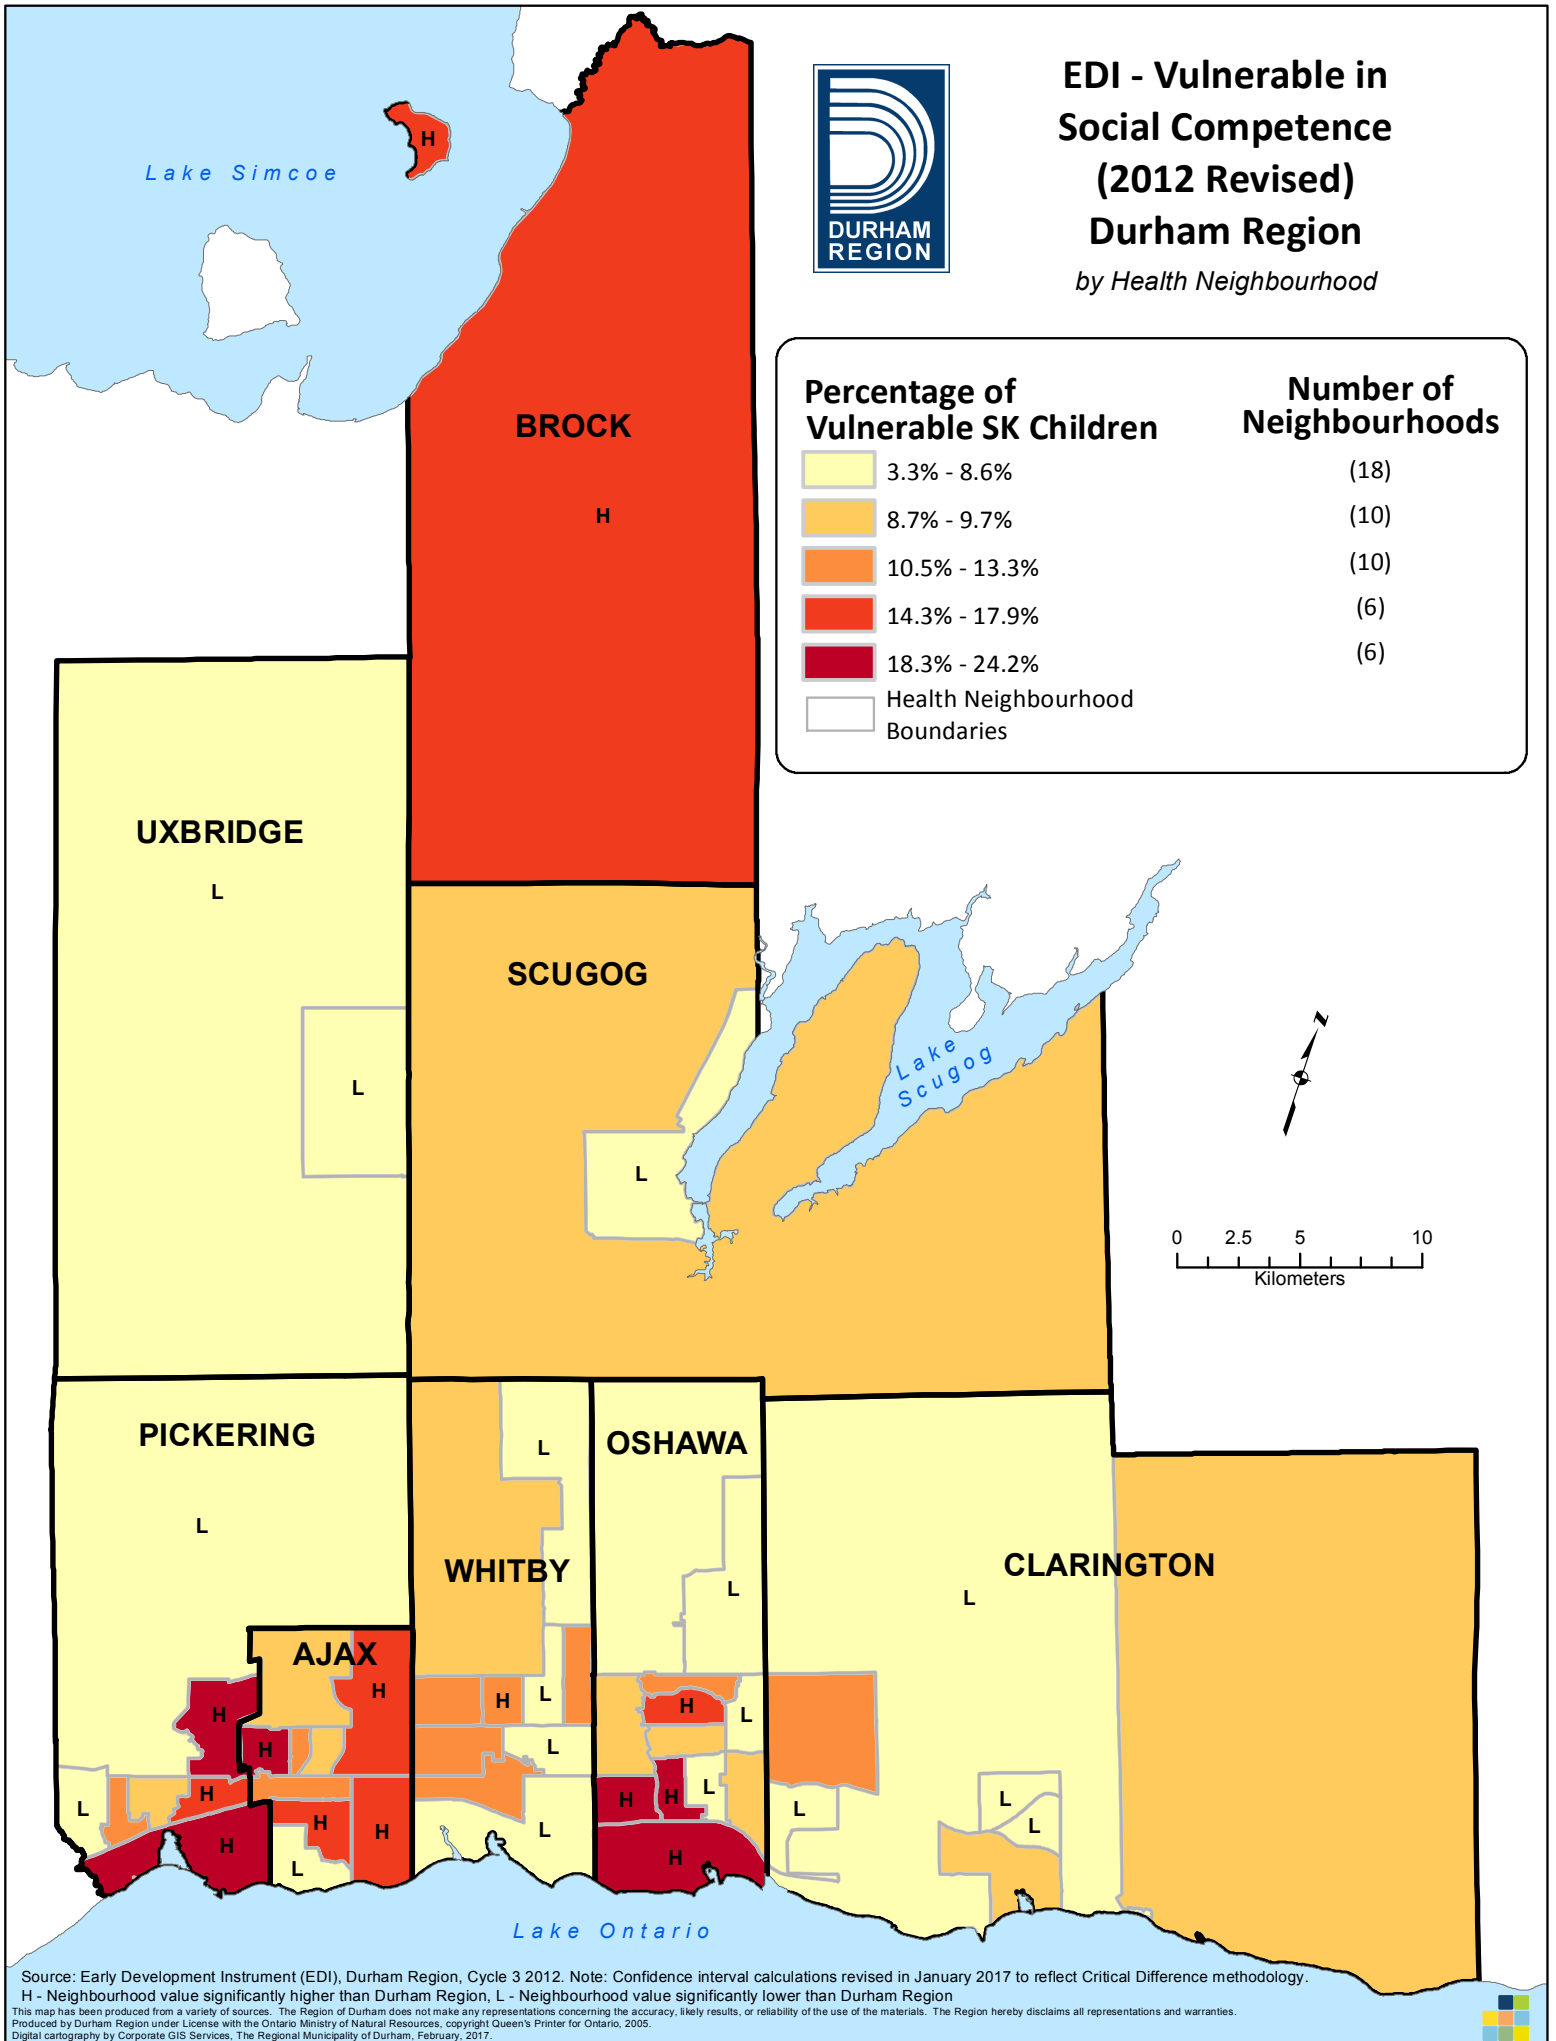 EDI - Vulnerable in
Social Competence
(2012 Revised)
Durham Region
by Health Neighbourhood
DURHAM
REGION
Lake Simcoe
H
Percentage of
Vulnerable SK Children
Number of
Neighbourhoods
3.3% - 8.6% (18)
8.7% - 9.7% (10)
10.5% - 13.3% (10)
14.3% - 17.9% (6)
18.3% - 24.2% (6)
Health Neighbourhood
Boundaries
BROCK
H
UXBRIDGE
L
L
SCUGOG
L
Lake
Scugog
N
0 2.5 5 10
Kilometers
PICKERING
L
H
L
H
H
AJAX
H
H
H
H
L
WHITBY
L
H
L
L
L
OSHAWA
L
H
L
H
H
L
H
CLARINGTON
L
L
L
L
Lake Ontario
Source: Early Development Instrument (EDI), Durham Region, Cycle 3 2012. Note: Confidence interval calculations revised in January 2017 to reflect Critical Difference methodology.
H - Neighbourhood value significantly higher than Durham Region, L - Neighbourhood value significantly lower than Durham Region
This map has been produced from a variety of sources. The Region of Durham does not make any representations concerning the accuracy, likely results, or reliability of the use of the materials. The Region hereby disclaims all representations and warranties.
Produced by Durham Region under License with the Ontario Ministry of Natural Resources, copyright Queen's Printer for Ontario, 2005.
Digital cartography by Corporate GIS Services, The Regional Municipality of Durham, February, 2017.